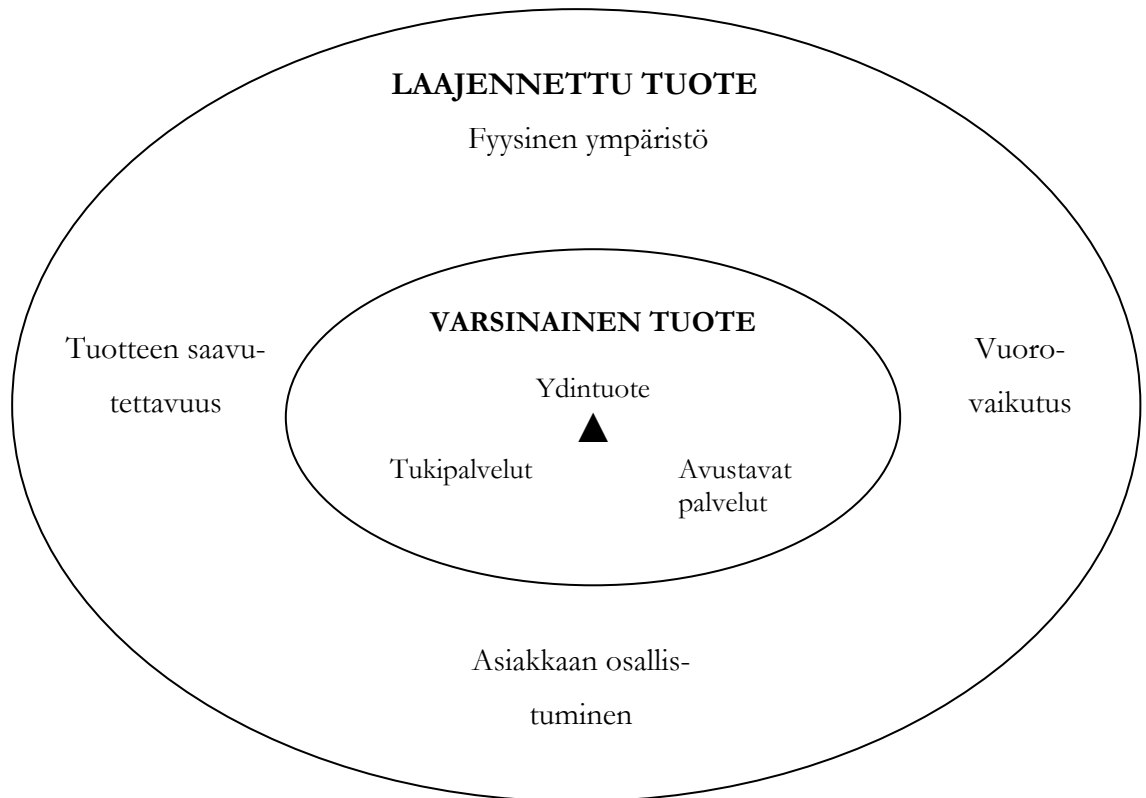 LAAJENNETTU TUOTE
Fyysinen ympäristö
VARSINAINEN TUOTE
Tuotteen saavu-
tettavuus
Vuoro-
vaikutus
Ydintuote
Tukipalvelut
Avustavat
palvelut
Asiakkaan osallis-
tuminen